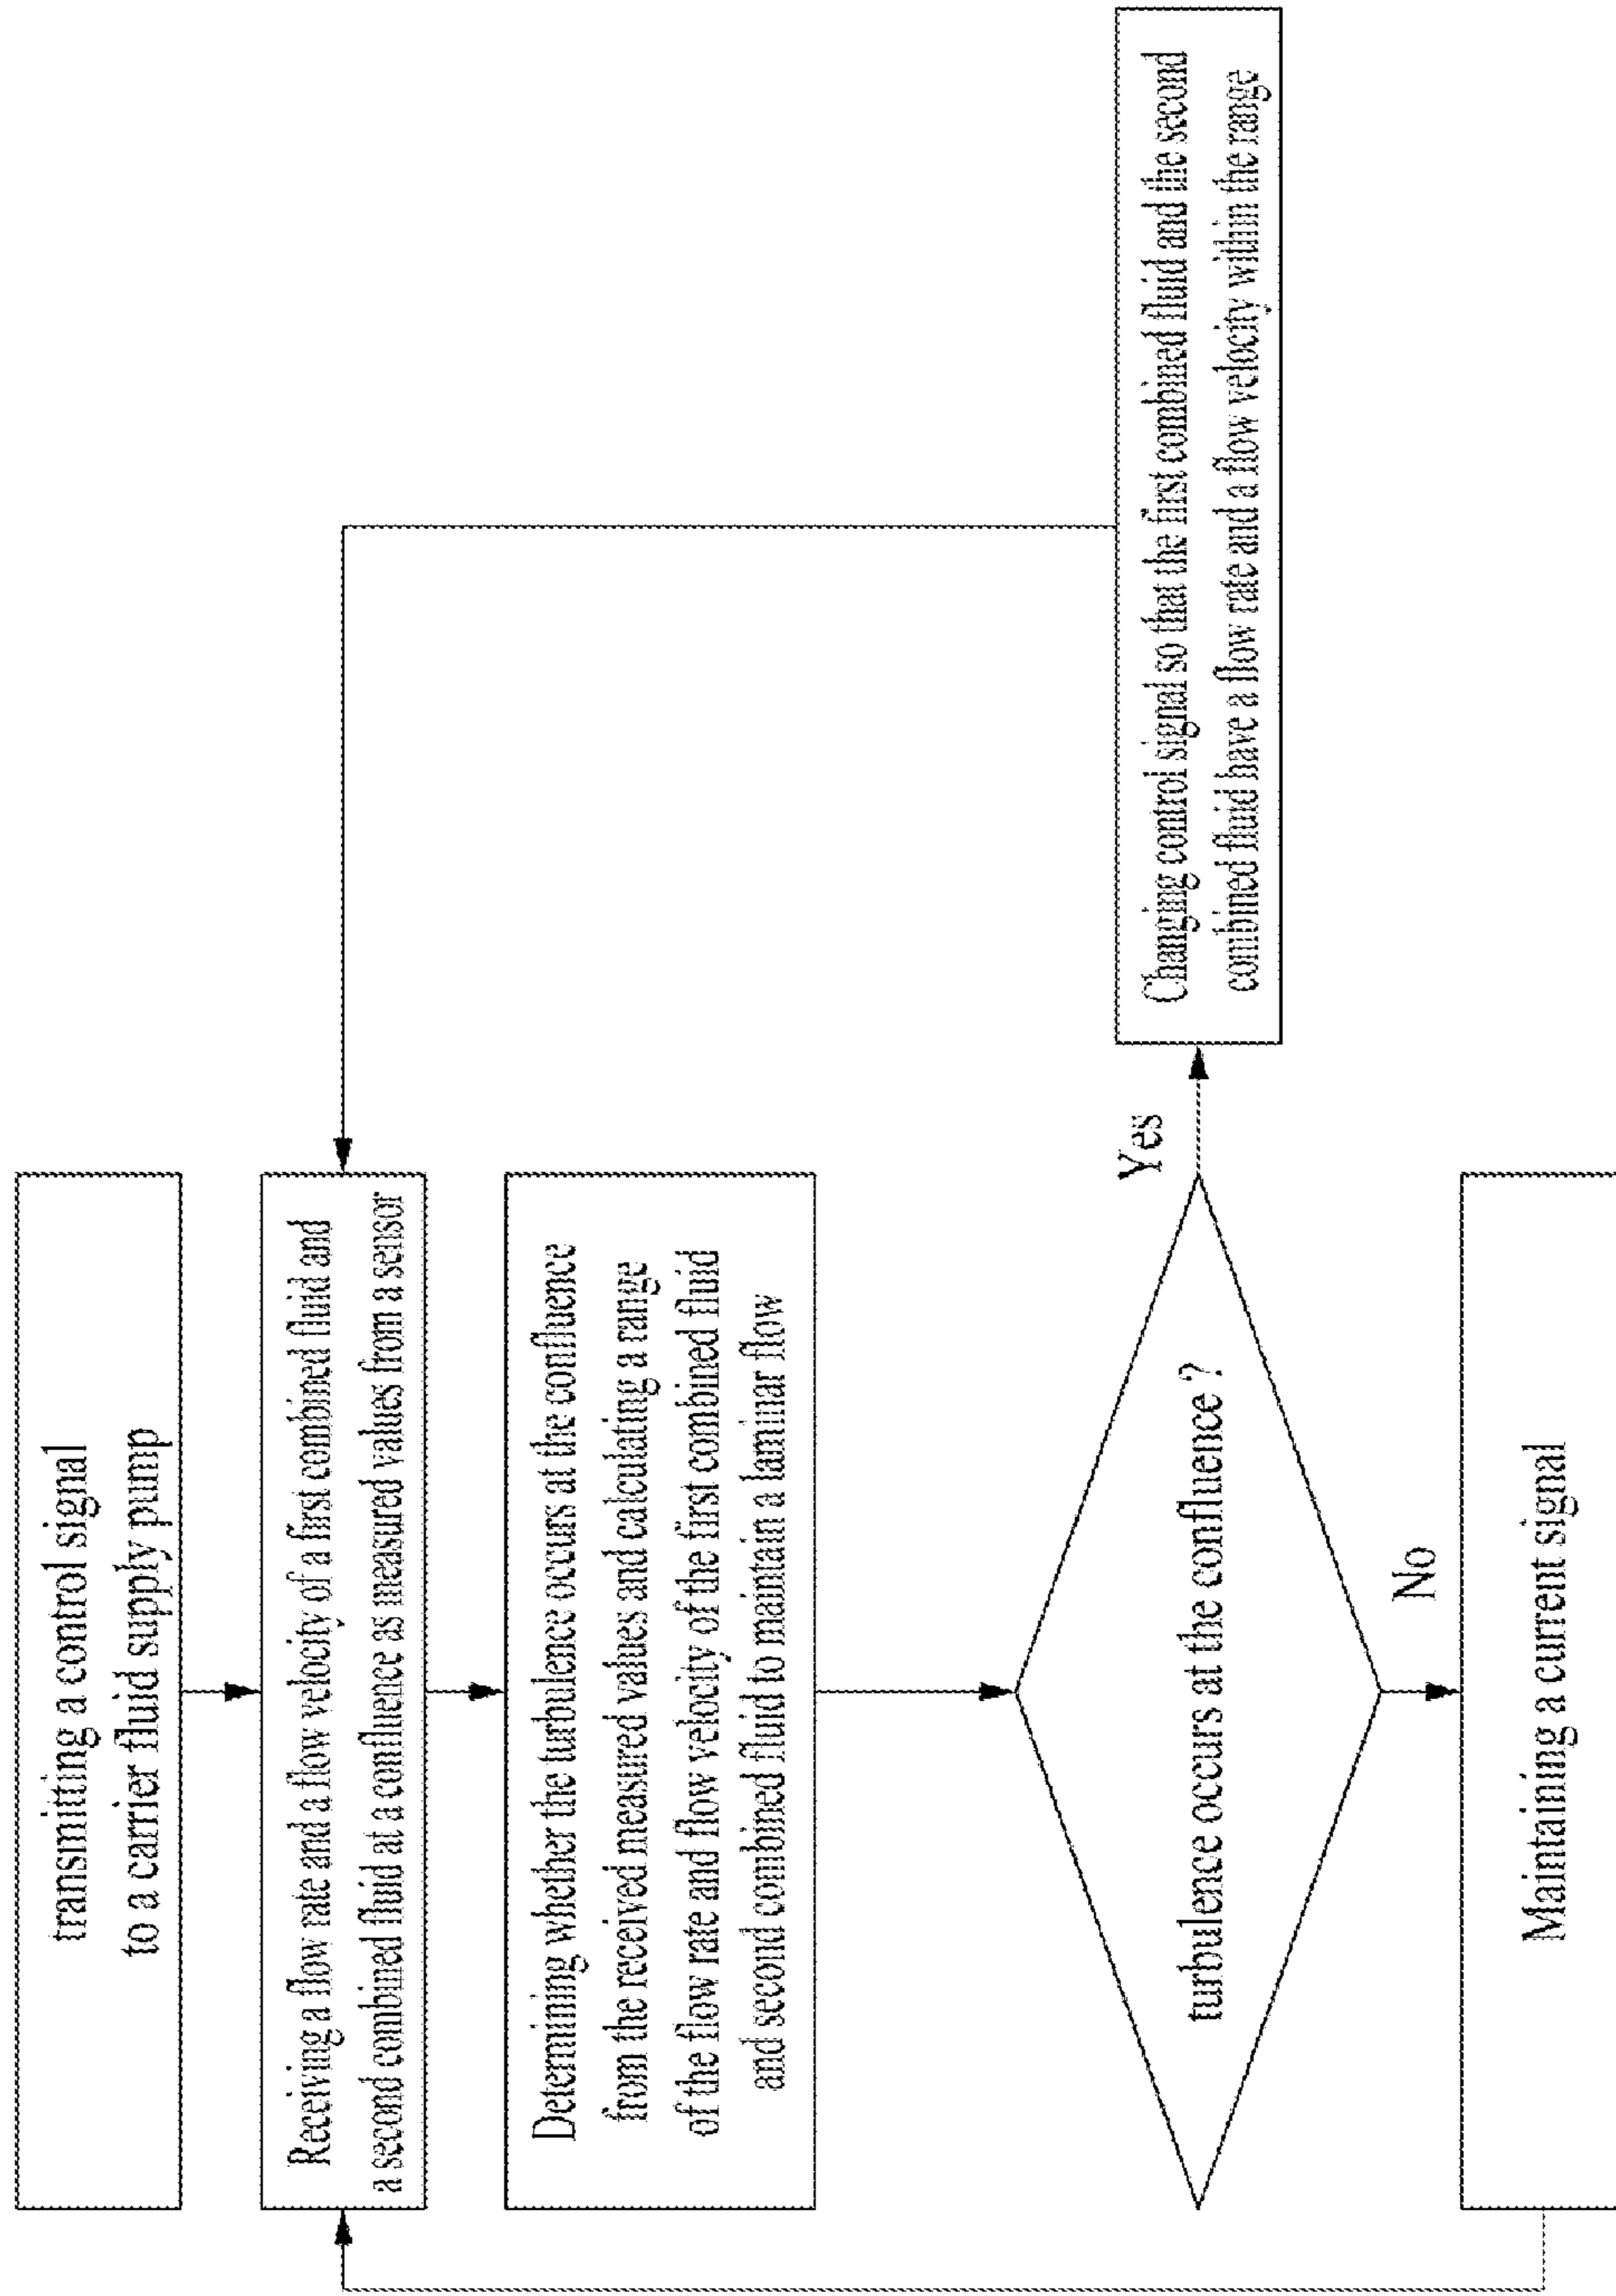 transmitting a control signal
to a carrier fluid supply pump
Receiving a flow rate and a flow velocity of a first combined fluid and
a second combined fluid at a confluence as measured values from a sensor
Determining whether the turbulence occurs at the confluence
from the received measured values and calculating a range
of the flow rate and flow velocity of the first combined fluid
and second combined fluid to maintain a laminar flow
turbulence occurs at the confluence ?
Yes
Changing control signal so that the first combined fluid and the second
combined fluid have a flow rate and a flow velocity within the range
No
Maintaining a current signal